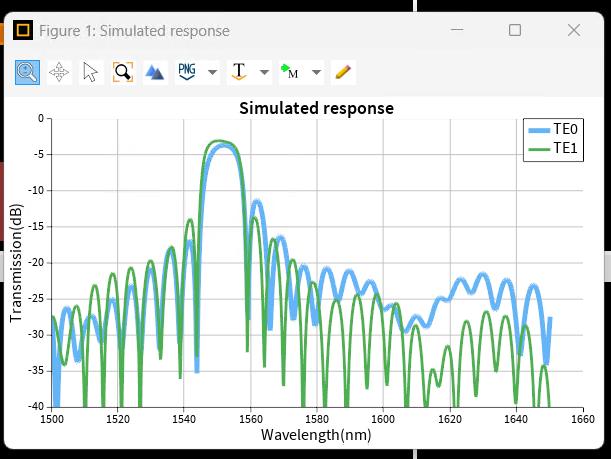 Figure 1: Simulated response
PNG T M
Simulated response
TE0
TE1
Transmission(dB)
0
-5
-10
-15
-20
-25
-30
-35
-40
1500 1520 1540 1560 1580 1600 1620 1640 1660
Wavelength(nm)